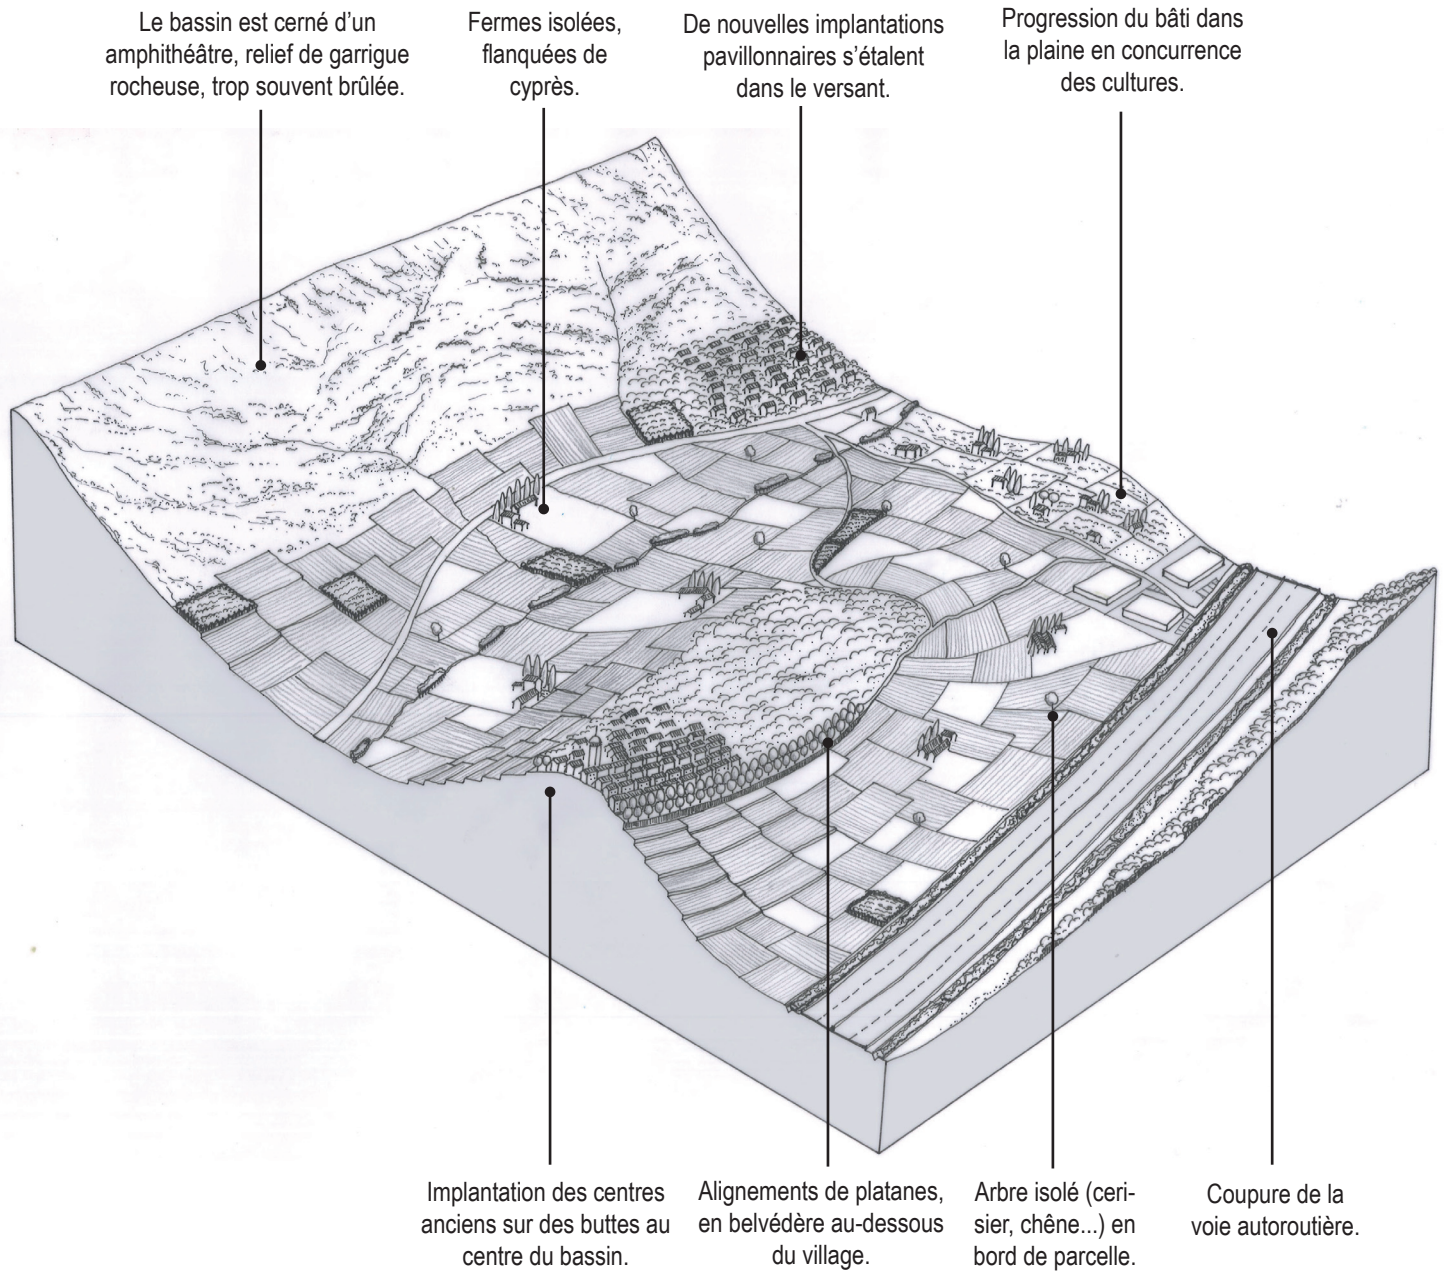 Le bassin est cerné d’un
amphithéâtre, relief de garrigue
rocheuse, trop souvent brûlée.
Fermes isolées,
flanquées de
cyprès.
De nouvelles implantations
pavillonnaires s’étalent
dans le versant.
Progression du bâti dans
la plaine en concurrence
des cultures.
Implantation des centres
anciens sur des buttes au
centre du bassin.
Alignements de platanes,
en belvédère au-dessous
du village.
Arbre isolé (ceri-
sier, chêne...) en
bord de parcelle.
Coupure de la
voie autoroutière.